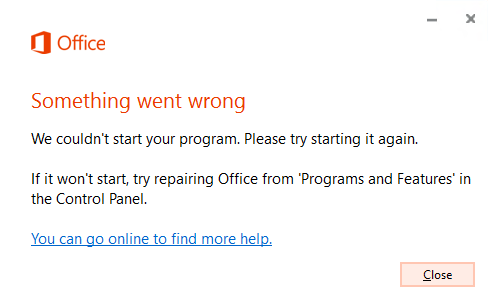 Office
Something went wrong
We couldn't start your program. Please try starting it again.
If it won't start, try repairing Office from 'Programs and Features' in
the Control Panel.
You can go online to find more help.
Close